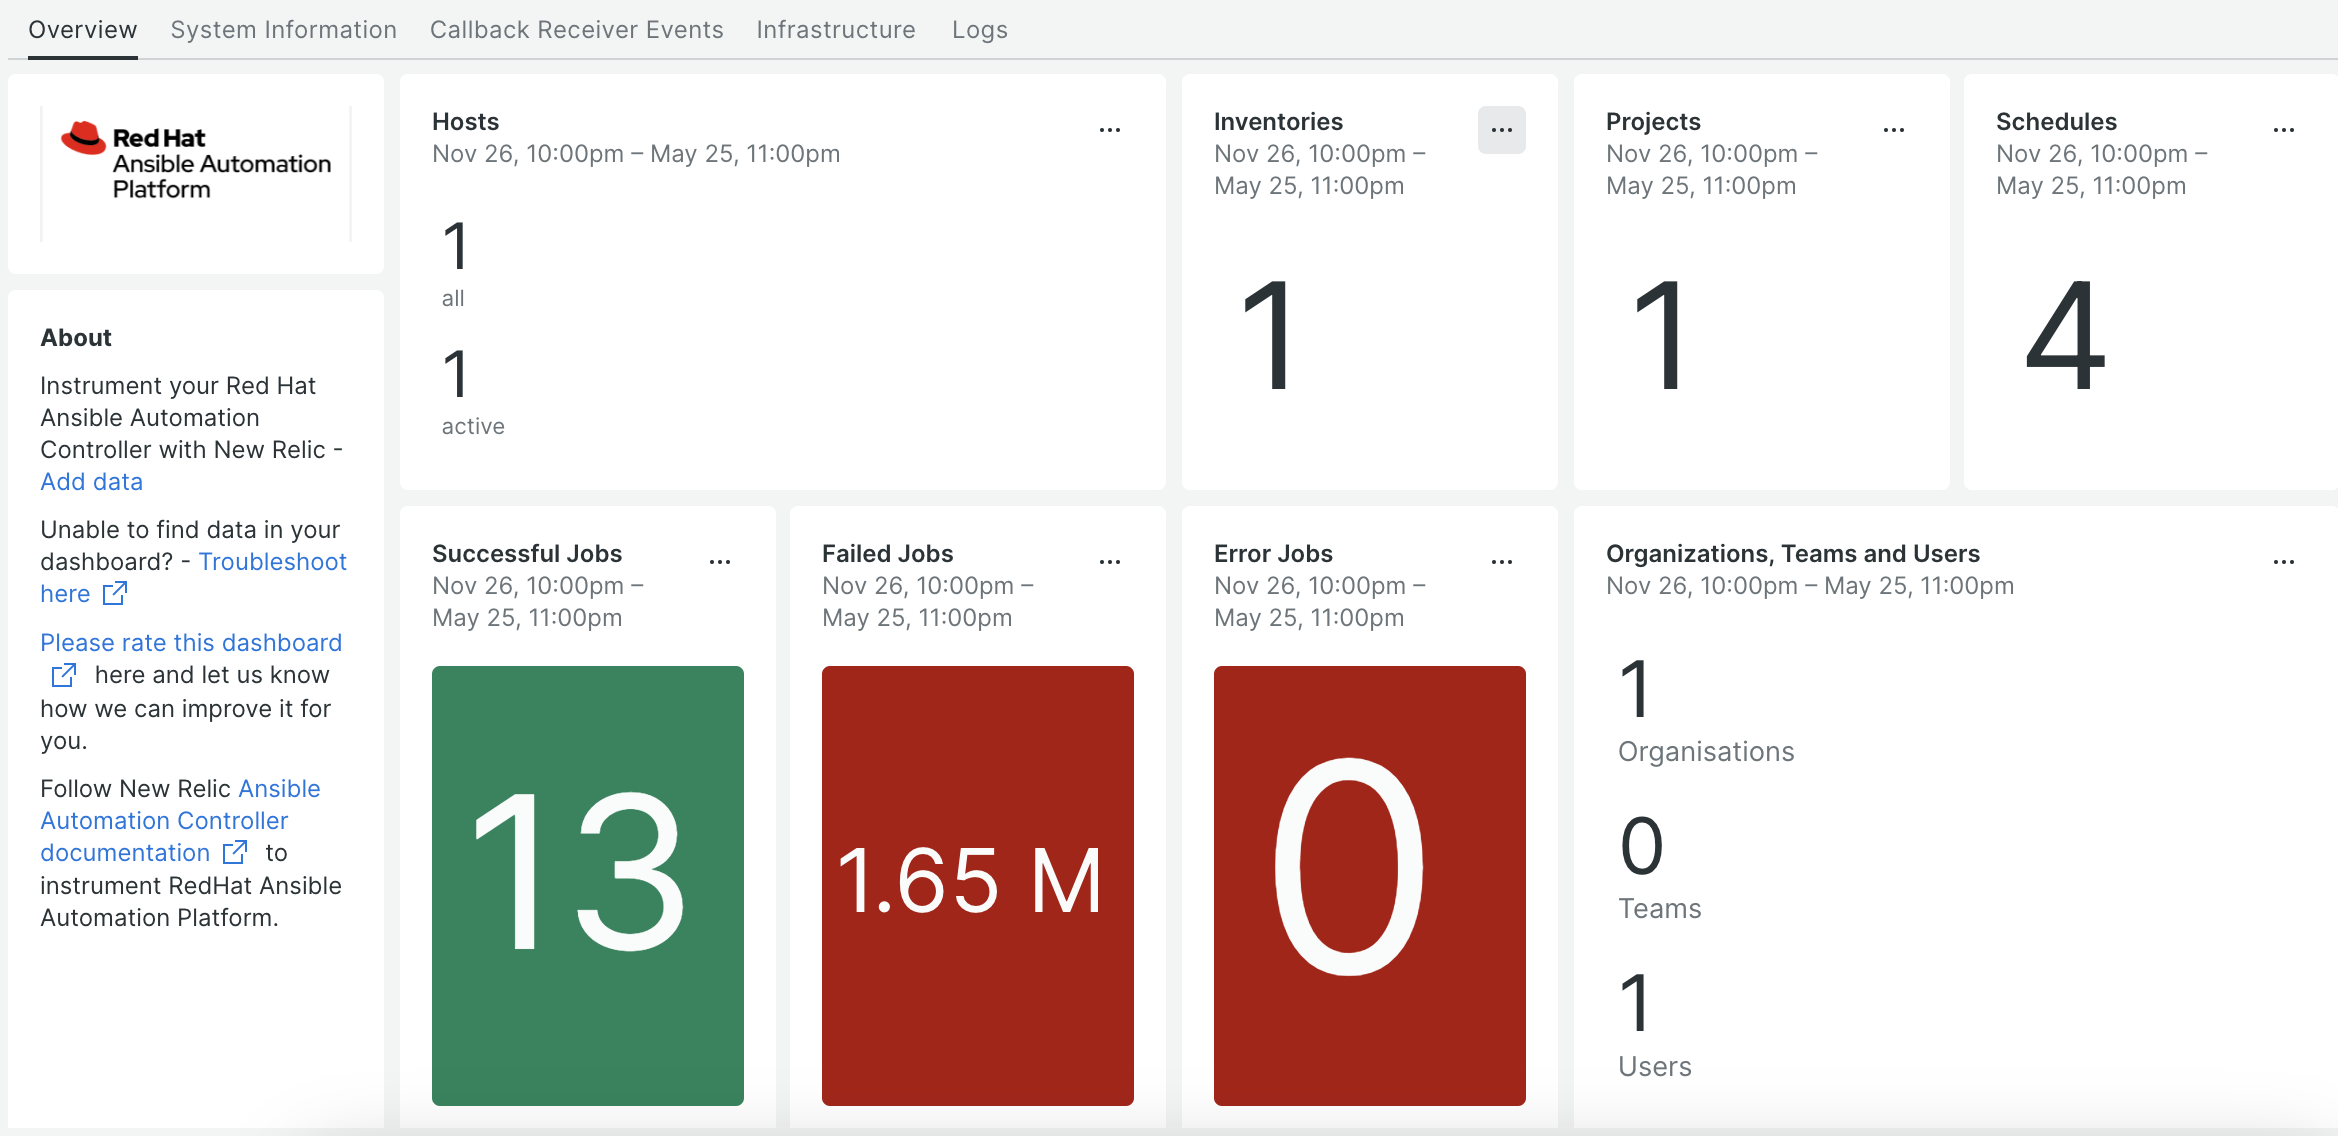 Overview System Information Callback Receiver Events Infrastructure Logs
Red Hat
Ansible Automation
Platform
About
Instrument your Red Hat
Ansible Automation
Controller with New Relic -
Add data
Unable to find data in your
dashboard? - Troubleshoot
here
Please rate this dashboard
here and let us know
how we can improve it for
you.
Follow New Relic Ansible
Automation Controller
documentation to
instrument RedHat Ansible
Automation Platform.
Hosts
Nov 26, 10:00pm – May 25, 11:00pm
1
all
1
active
Inventories
Nov 26, 10:00pm –
May 25, 11:00pm
1
Projects
Nov 26, 10:00pm –
May 25, 11:00pm
1
Schedules
Nov 26, 10:00pm –
May 25, 11:00pm
4
Successful Jobs
Nov 26, 10:00pm –
May 25, 11:00pm
13
Failed Jobs
Nov 26, 10:00pm –
May 25, 11:00pm
1.65 M
Error Jobs
Nov 26, 10:00pm –
May 25, 11:00pm
0
Organizations, Teams and Users
Nov 26, 10:00pm – May 25, 11:00pm
1
Organisations
0
Teams
1
Users